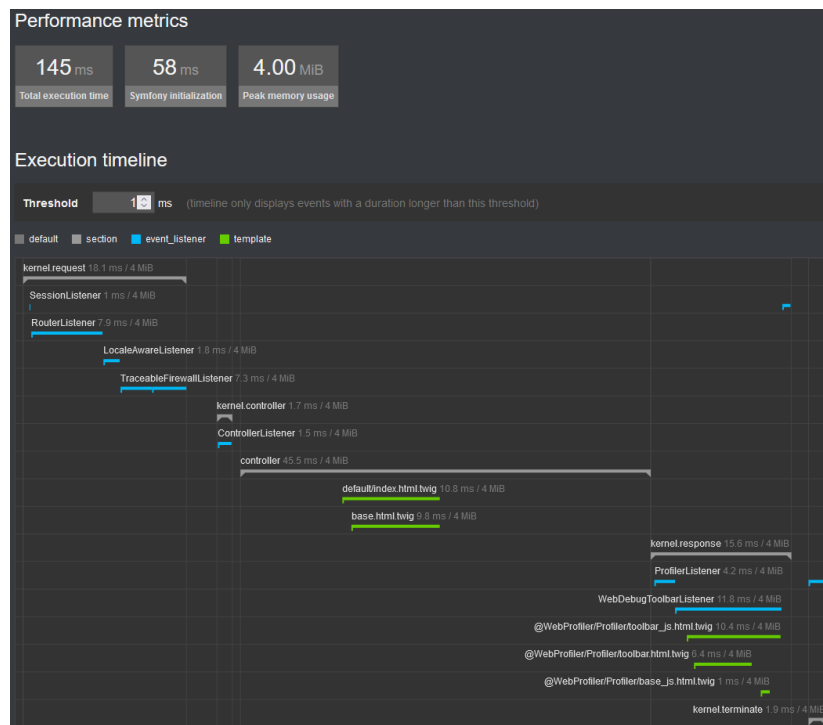 Performance metrics
145 ms 58 ms 4.00 MiB
Total execution time Symfony initialization Peak memory usage
Execution timeline
Threshold 1 ms (timeline only displays events with a duration longer than this threshold)
default section event_listener template
kernel.request 18.1 ms / 4 MiB
SessionListener 1 ms / 4 MiB
RouterListener 7.9 ms / 4 MiB
LocaleAwareListener 1.8 ms / 4 MiB
TraceableFirewallListener 7.3 ms / 4 MiB
kernel.controller 1.7 ms / 4 MiB
ControllerListener 1.5 ms / 4 MiB
controller 45.5 ms / 4 MiB
default/index.html.twig 10.8 ms / 4 MiB
base.html.twig 9.8 ms / 4 MiB
kernel.response 15.6 ms / 4 MiB
ProfilerListener 4.2 ms / 4 MiB
WebDebugToolbarListener 11.8 ms / 4 MiB
@WebProfiler/Profiler/toolbar_js.html.twig 10.4 ms / 4 MiB
@WebProfiler/Profiler/toolbar.html.twig 6.4 ms / 4 MiB
@WebProfiler/Profiler/base_js.html.twig 1 ms / 4 MiB
kernel.terminate 1.9 ms / 4 MiB